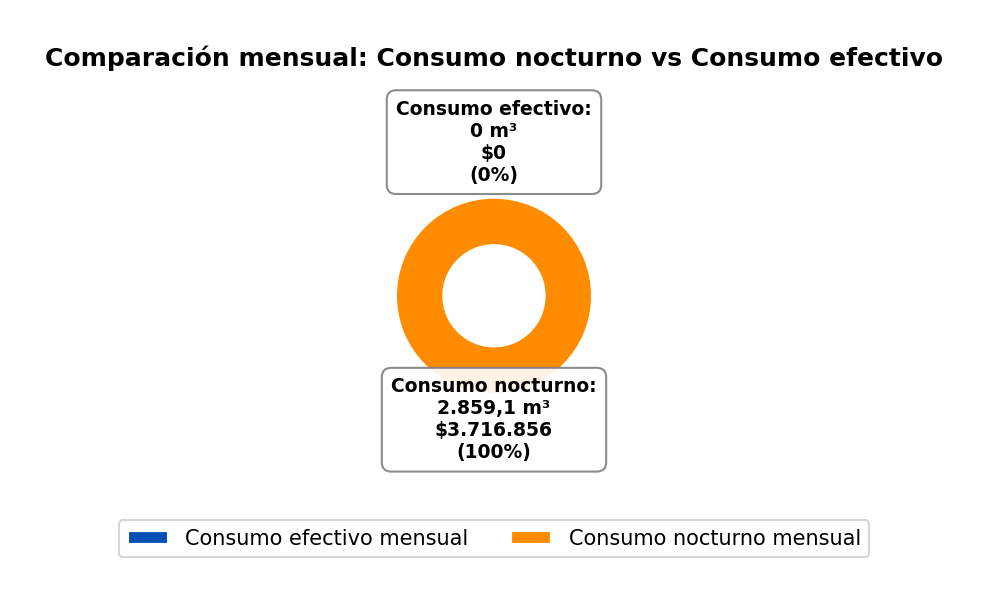 Comparación mensual: Consumo nocturno vs Consumo efectivo
Consumo efectivo:
0 m³
$0
(0%)
Consumo nocturno:
2.859,1 m³
$3.716.856
(100%)
Consumo efectivo mensual
Consumo nocturno mensual